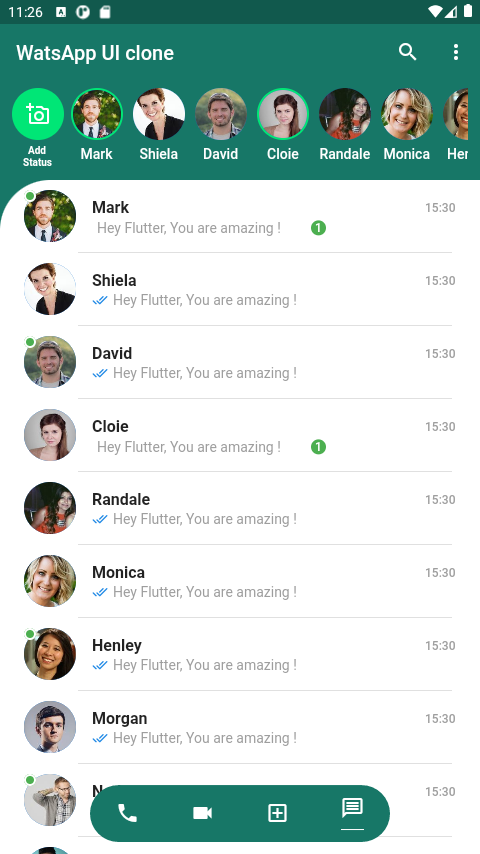 11:26
WatsApp UI clone
Add
Status
Mark
Shiela
David
Cloie
Randale
Monica
Mark
15:30
Hey Flutter, You are amazing !
1
Shiela
15:30
Hey Flutter, You are amazing !
David
15:30
Hey Flutter, You are amazing !
Cloie
15:30
Hey Flutter, You are amazing !
1
Randale
15:30
Hey Flutter, You are amazing !
Monica
15:30
Hey Flutter, You are amazing !
Henley
15:30
Hey Flutter, You are amazing !
Morgan
15:30
Hey Flutter, You are amazing !
15:30